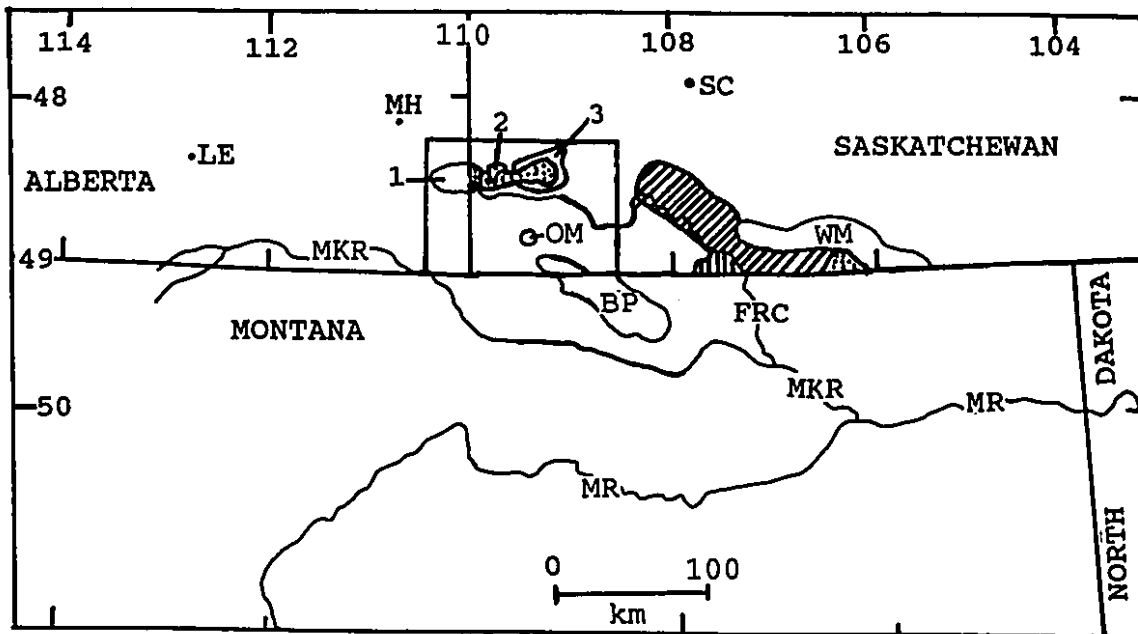 114 112 110 108 106 104
48
MH
SC
2
3
LE
SASKATCHEWAN
ALBERTA
1
OM
WM
MKR
49
BP
FRC
MONTANA
DAKOTA
MKR
MR
50
MR
0 100
km
NORTH